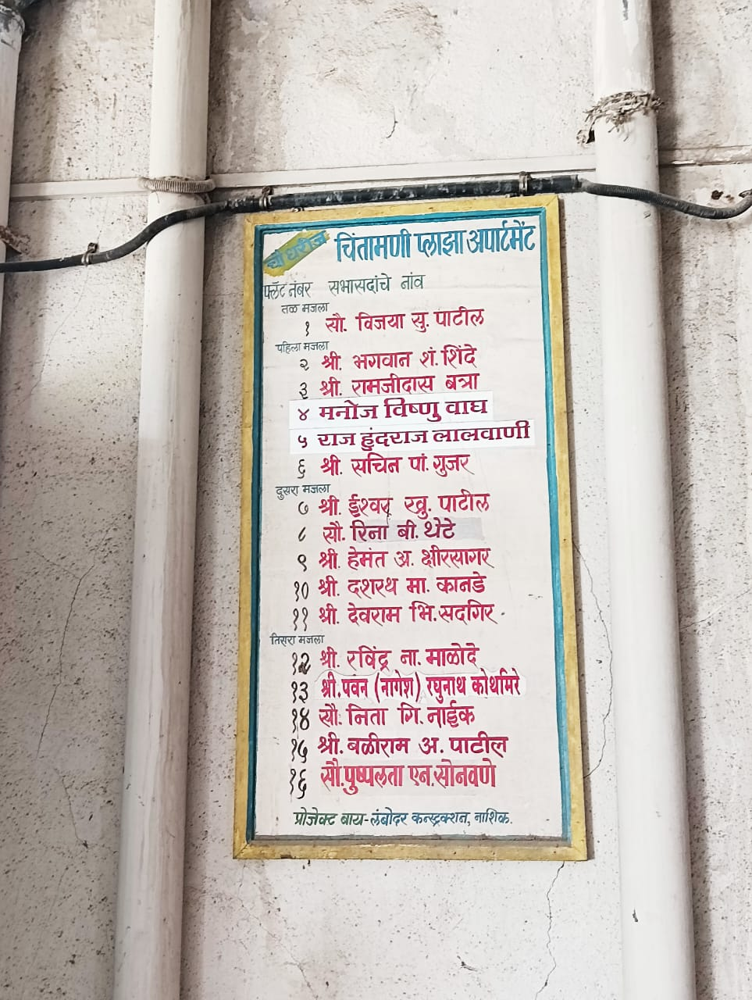 चौधरीज चिंतामणी प्लाझा अपार्टमेंट
फ्लॅट नंबर सभासदांचे नांव
तळ मजला
१ सौ. विजया सु. पाटील
पहिला मजला
२ श्री. भगवान शं. शिंदे
३ श्री. रामजीदास बत्रा
४ मनोज विष्णु वाघ
५ राज हुंदराज लालवाणी
६ श्री. सचिन पां. गुजर
दुसरा मजला
७ श्री. ईश्वर खु. पाटील
८ सौ. रिना बी. थेटे
९ श्री. हेमंत अ. क्षीरसागर
१० श्री. दशरथ मा. कानडे
११ श्री. देवराम भि. सदगिर.
तिसरा मजला
१२ श्री. रविंद्र ना. माळोदे
१३ श्री. पवन (नागेश) रघुनाथ कोथमिरे
१४ सौ. निता गि. नाईक
१५ श्री. बळीराम अ. पाटील
१६ सौ. पुष्पलता एन. सोनवणे
प्रोजेक्ट बाय-लंबोदर कन्स्ट्रक्शन, नाशिक.